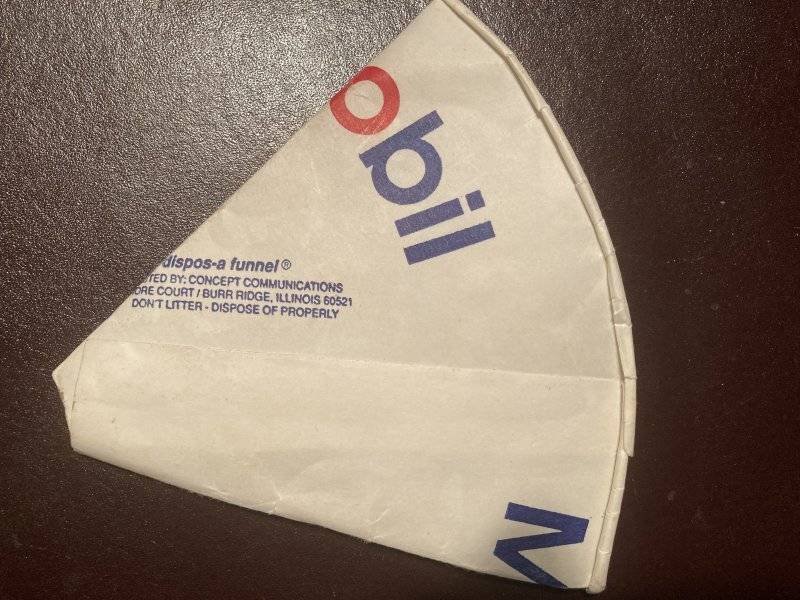 obil
dispos-a funnel®
TED BY: CONCEPT COMMUNICATIONS
ORE COURT / BURR RIDGE, ILLINOIS 60521
DON'T LITTER - DISPOSE OF PROPERLY
M